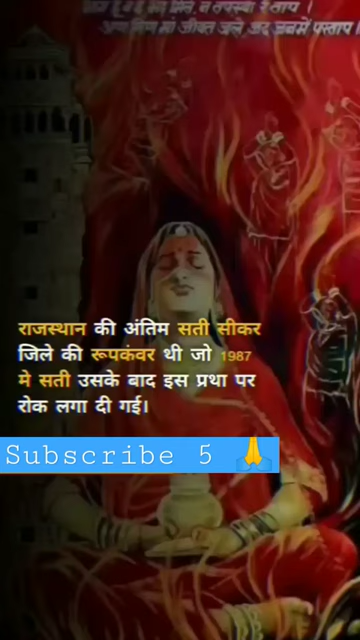 राजस्थान की अंतिम सती सीकर
जिले की रूपकंवर थी जो 1987
मे सती उसके बाद इस प्रथा पर
रोक लगा दी गई।
Subscribe 5 🙏